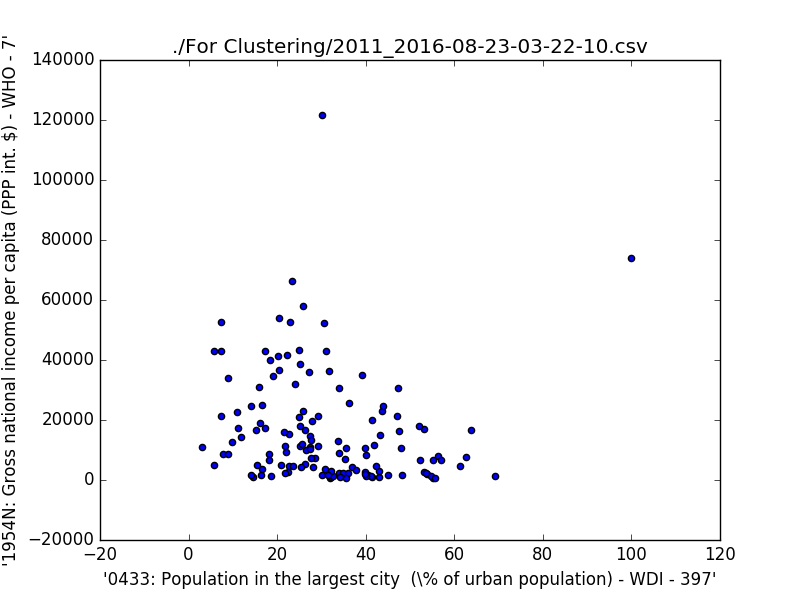 ./For Clustering/2011_2016-08-23-03-22-10.csv
'1954N: Gross national income per capita (PPP int. $) - WHO - 7'
140000
120000
100000
80000
60000
40000
20000
0
−20000
−20 0 20 40 60 80 100 120
'0433: Population in the largest city  (\% of urban population) - WDI - 397'